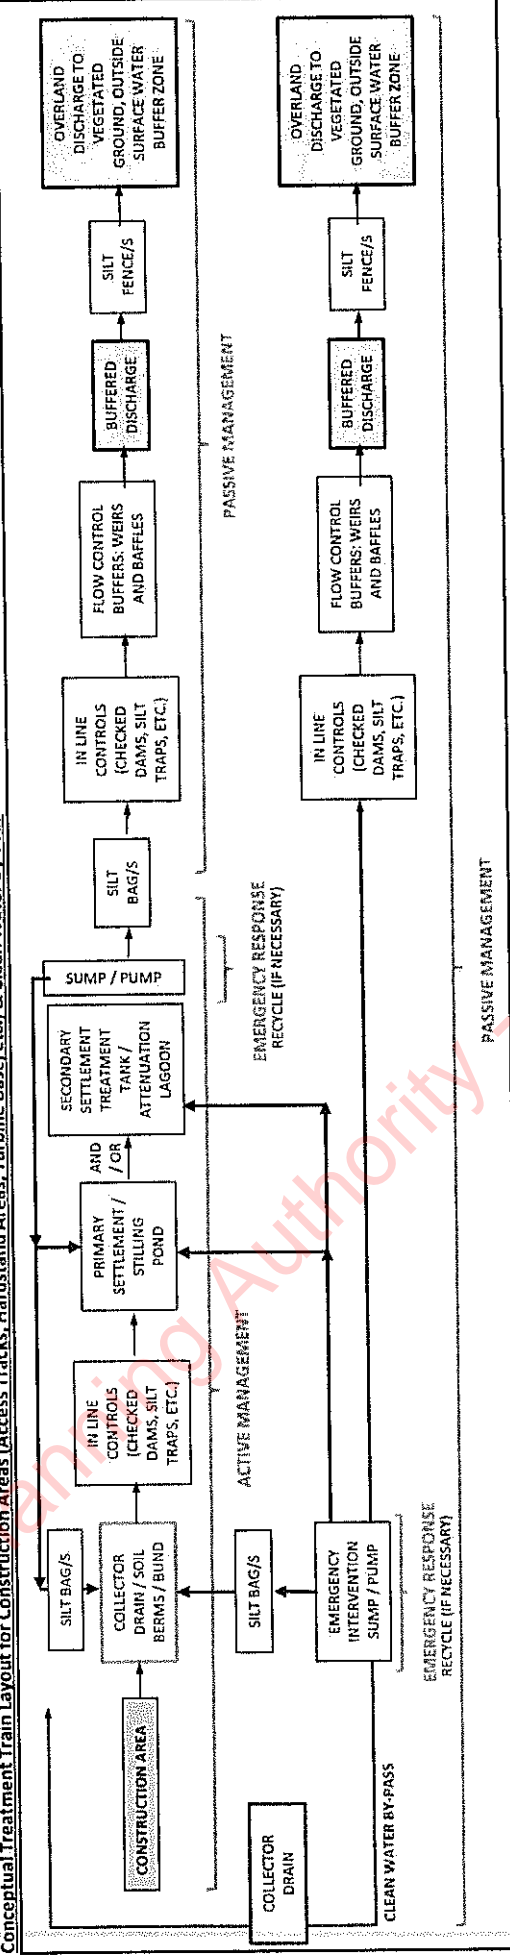 Conceptual Treatment Train Layout for Construction Areas (Access Tracks, Hardstand Areas, Turbine Base, etc.) &
CONSTRUCTION AREA
SILT BAG/S
COLLECTOR
DRAIN / SOIL
BERMS / BUND
IN LINE
CONTROLS
(CHECKED
DAMS, SILT
TRAPS, ETC.)
PRIMARY
SETTLEMENT /
STILLING
POND
AND
/ OR
SECONDARY
SETTLEMENT
TREATMENT
TANK /
ATTENUATION
LAGOON
SUMP / PUMP
SILT
BAG/S
IN LINE
CONTROLS
(CHECKED
DAMS, SILT
TRAPS, ETC.)
FLOW CONTROL
BUFFERS: WEIRS
AND BAFFLES
BUFFERED
DISCHARGE
SILT
FENCE/S
OVERLAND
DISCHARGE TO
VEGETATED
GROUND, OUTSIDE
SURFACE WATER
BUFFER ZONE
ACTIVE MANAGEMENT
EMERGENCY RESPONSE
RECYCLE (IF NECESSARY)
PASSIVE MANAGEMENT
COLLECTOR
DRAIN
CLEAN WATER BY-PASS
SILT BAG/S
EMERGENCY
INTERVENTION
SUMP / PUMP
EMERGENCY RESPONSE
RECYCLE (IF NECESSARY)
IN LINE
CONTROLS
(CHECKED
DAMS, SILT
TRAPS, ETC.)
FLOW CONTROL
BUFFERS: WEIRS
AND BAFFLES
BUFFERED
DISCHARGE
SILT
FENCE/S
OVERLAND
DISCHARGE TO
VEGETATED
GROUND, OUTSIDE
SURFACE WATER
BUFFER ZONE
PASSIVE MANAGEMENT
anning Authority -